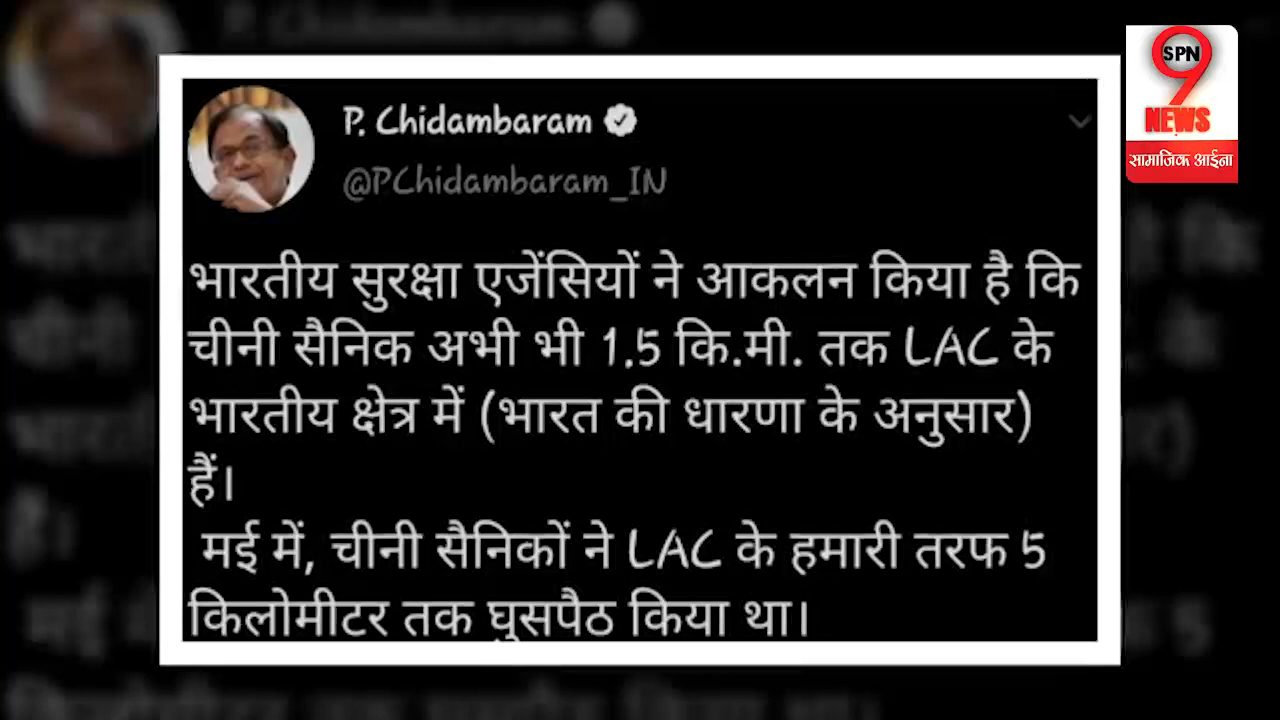 P. Chidambaram
@PChidambaram_IN
भारतीय सुरक्षा एजेंसियों ने आकलन किया है कि
चीनी सैनिक अभी भी 1.5 कि.मी. तक LAC के
भारतीय क्षेत्र में (भारत की धारणा के अनुसार)
हैं।
मई में, चीनी सैनिकों ने LAC के हमारी तरफ 5
किलोमीटर तक घुसपैठ किया था।
9
SPN
NEWS
सामाजिक आईना